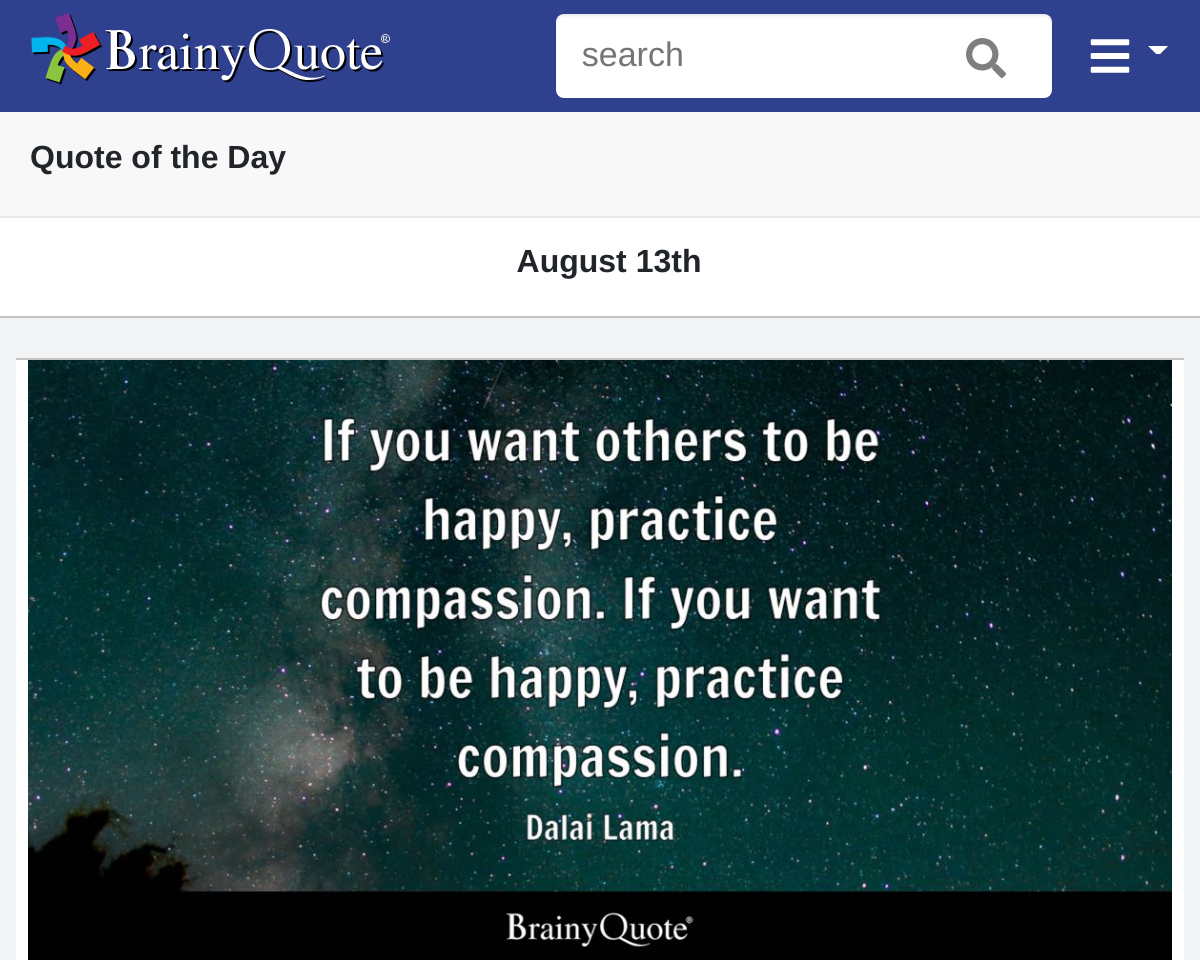 BrainyQuote®
search
Quote of the Day
August 13th
If you want others to be
happy, practice
compassion. If you want
to be happy, practice
compassion.
Dalai Lama
BrainyQuote®